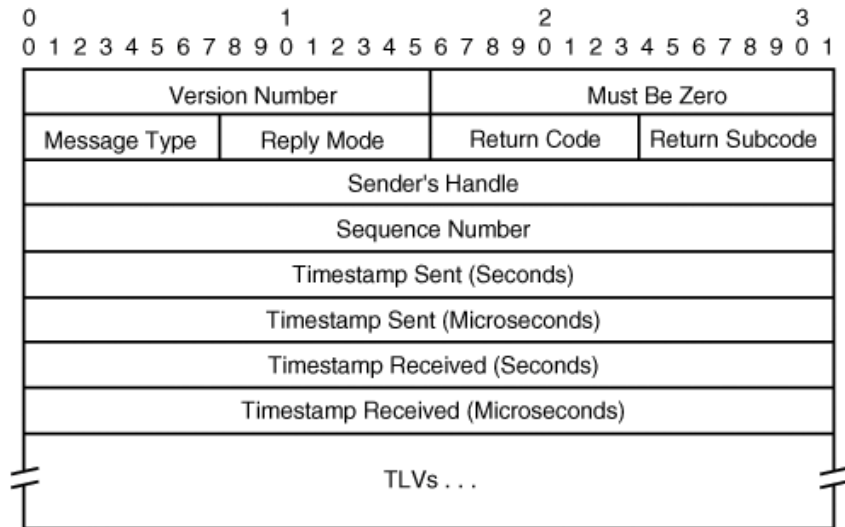 0 1 2 3
0 1 2 3 4 5 6 7 8 9 0 1 2 3 4 5 6 7 8 9 0 1 2 3 4 5 6 7 8 9 0 1
Version Number Must Be Zero
Message Type Reply Mode Return Code Return Subcode
Sender's Handle
Sequence Number
Timestamp Sent (Seconds)
Timestamp Sent (Microseconds)
Timestamp Received (Seconds)
Timestamp Received (Microseconds)
TLVs . . .